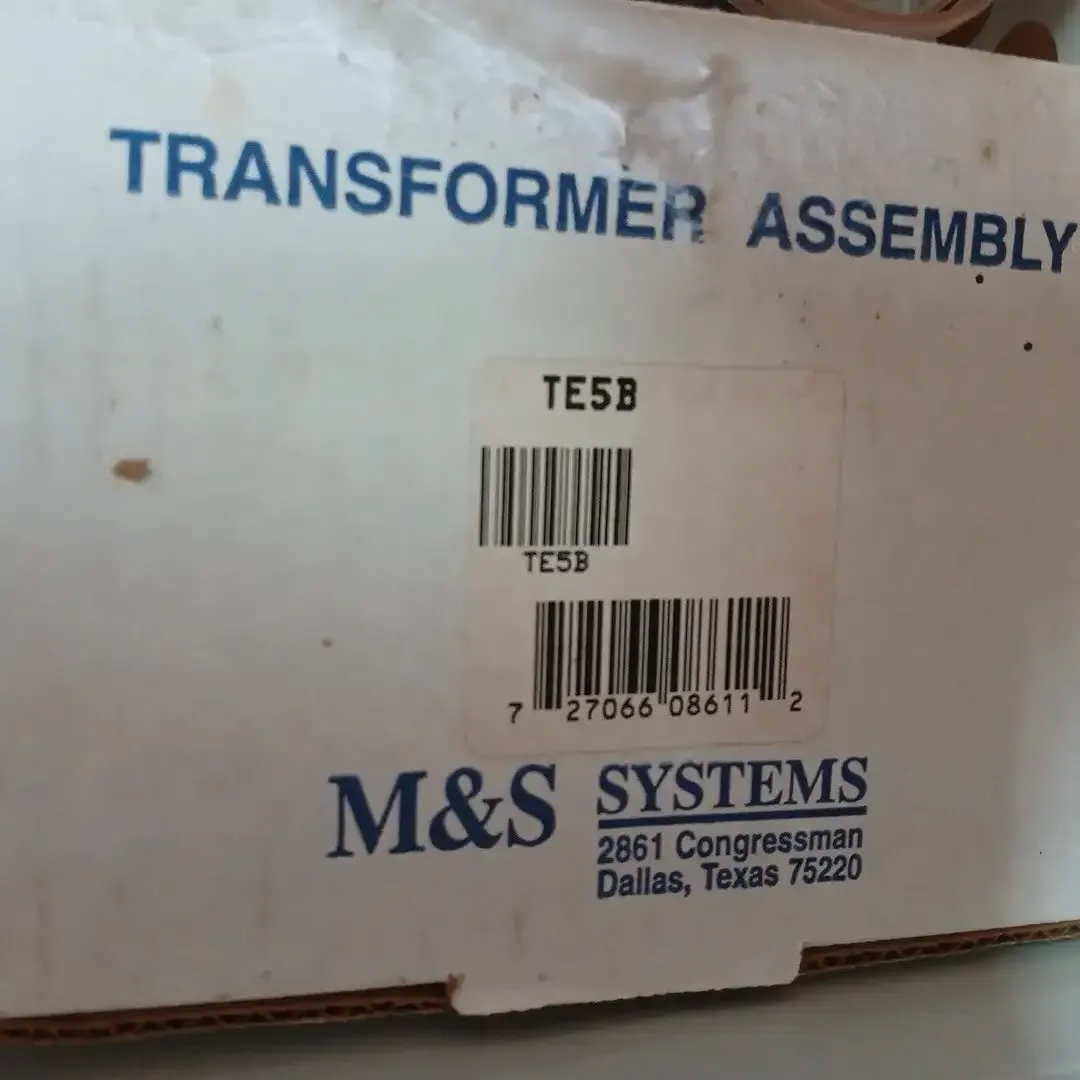 TRANSFORMER ASSEMBLY
TE5B
TE5B
7 27066 08611 2
M&S SYSTEMS
2861 Congressman
Dallas, Texas 75220